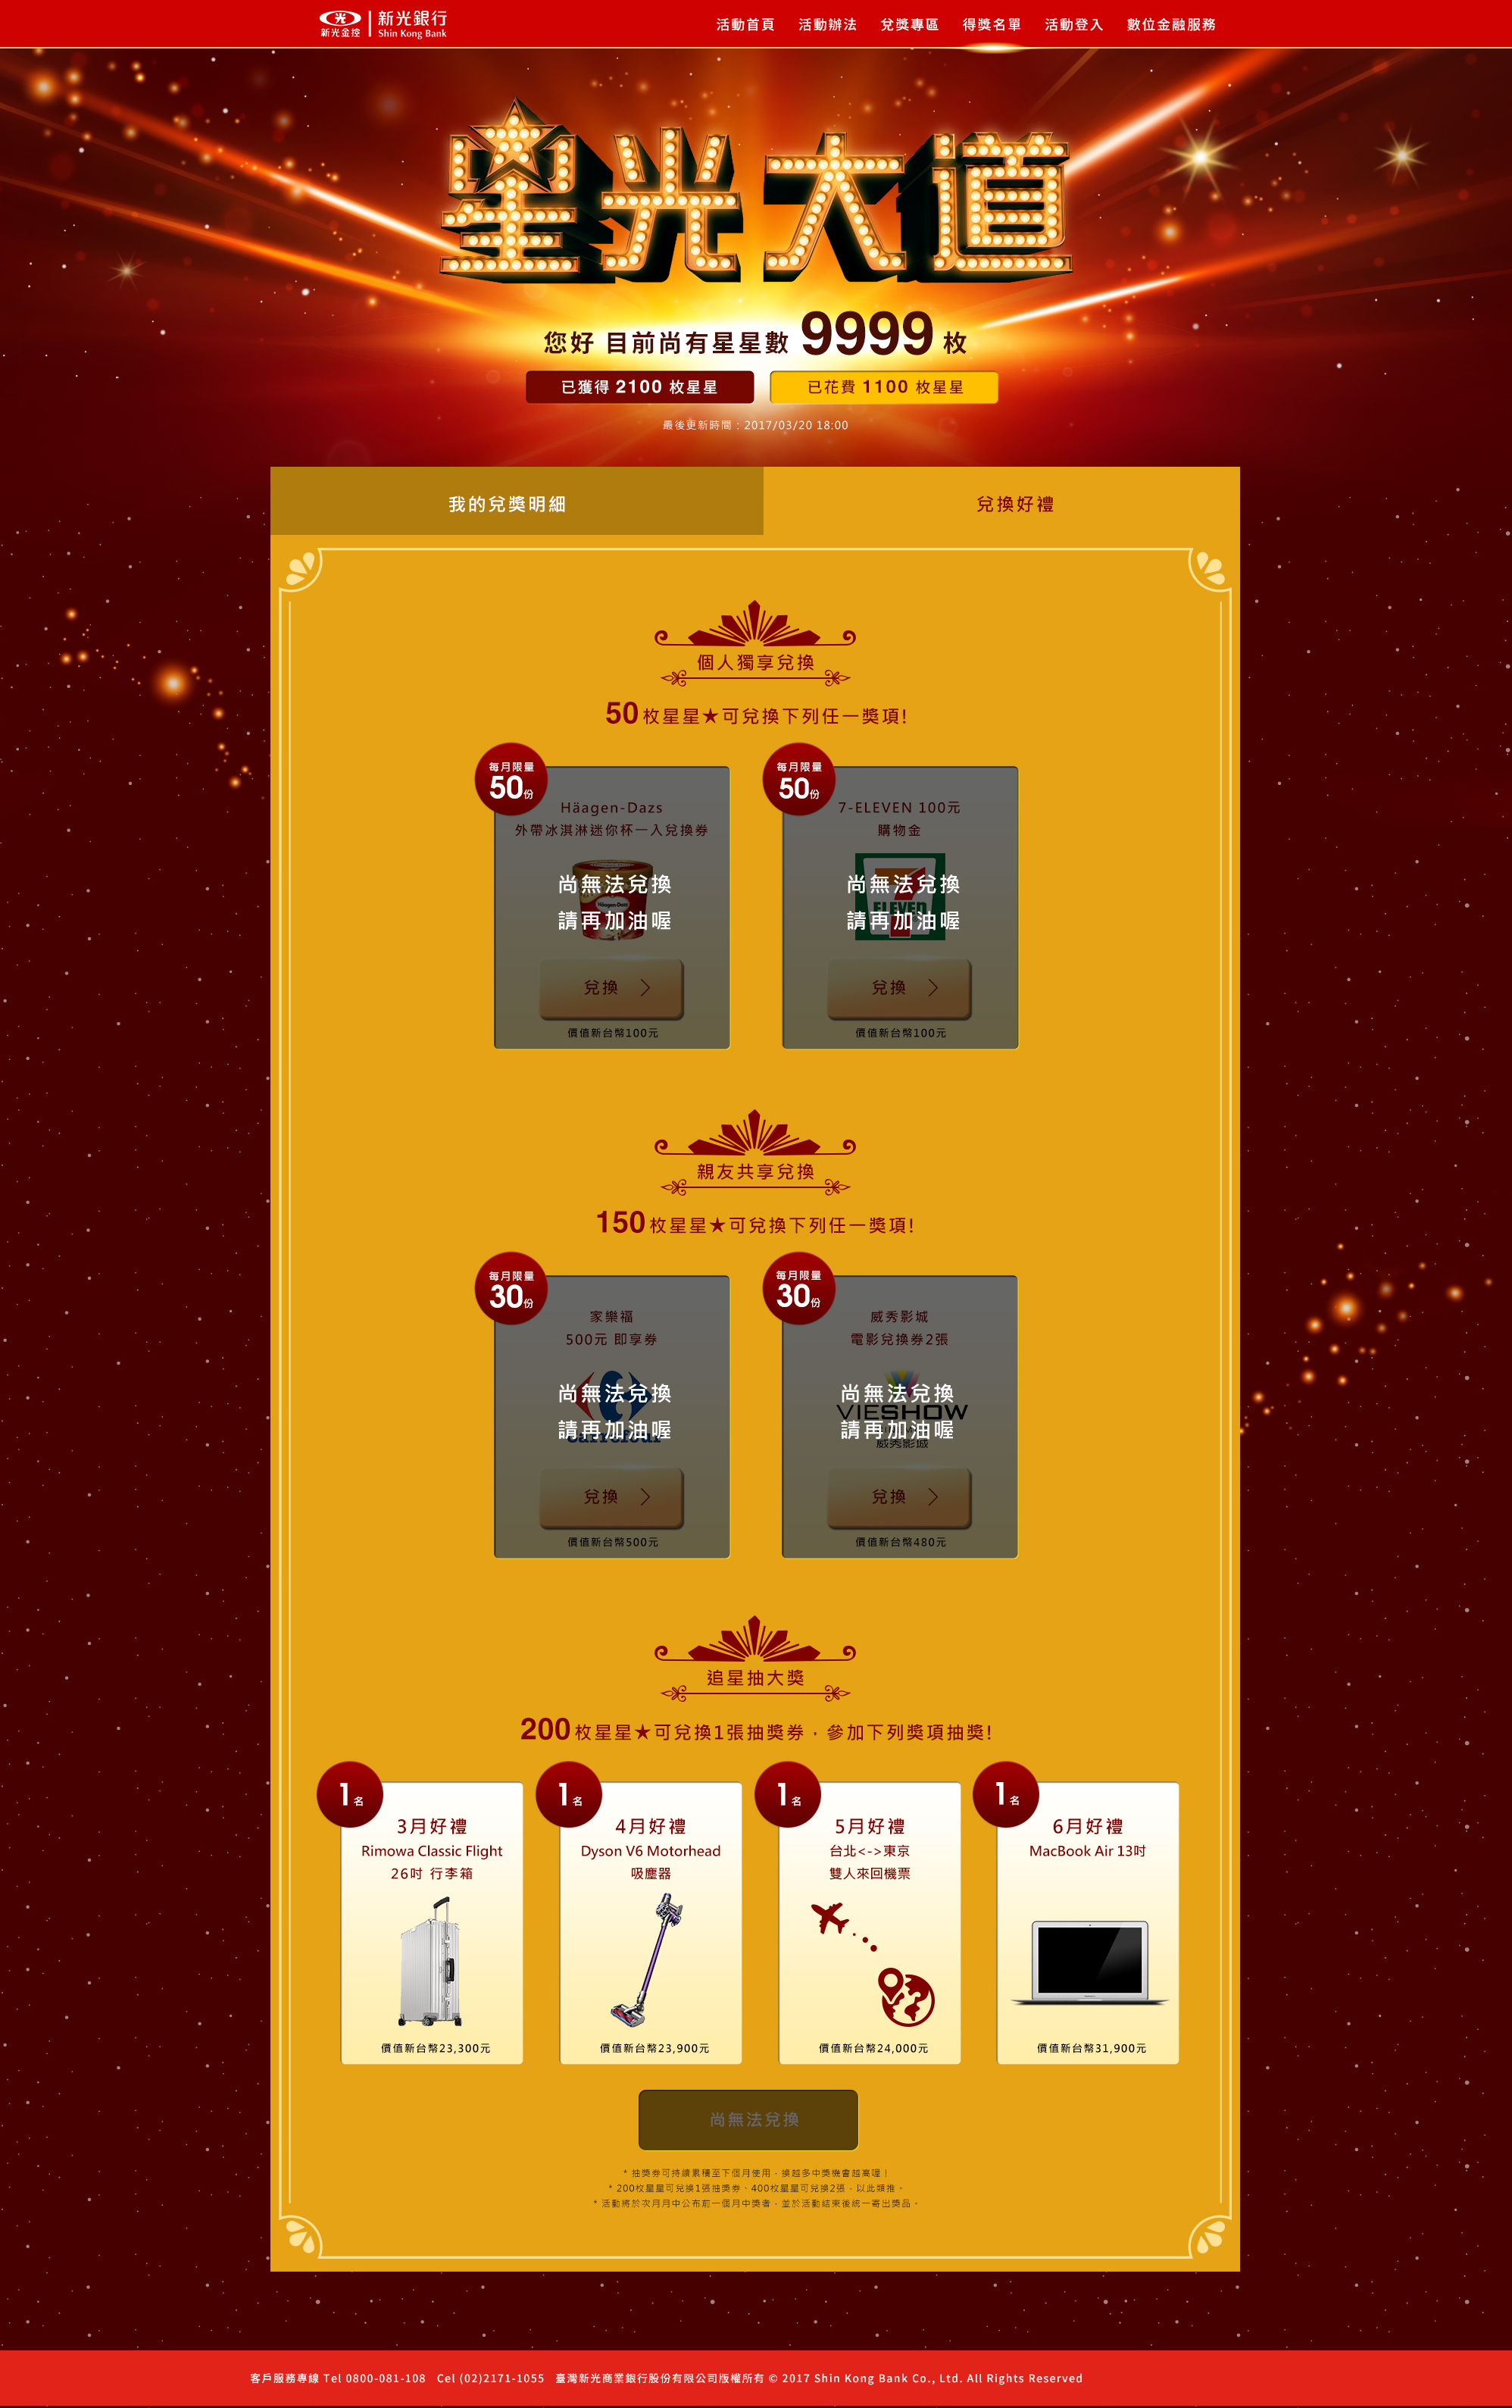 新光金控
新光銀行
Shin Kong Bank
活動首頁 活動辦法 兌獎專區 得獎名單 活動登入 數位金融服務
星光大道
您好 目前尚有星星數 9999 枚
已獲得 2100 枚星星
已花費 1100 枚星星
最後更新時間：2017/03/20 18:00
我的兌獎明細
兌換好禮
個人獨享兌換
50枚星星★可兌換下列任一獎項!
每月限量
50份
Häagen-Dazs
外帶冰淇淋迷你杯一入兌換券
Häagen-Dazs
尚無法兌換
請再加油喔
兌換
價值新台幣100元
每月限量
50份
7-ELEVEN 100元
購物金
7
ELEVEN
尚無法兌換
請再加油喔
兌換
價值新台幣100元
親友共享兌換
150枚星星★可兌換下列任一獎項!
每月限量
30份
家樂福
500元 即享券
尚無法兌換
請再加油喔
Carrefour
兌換
價值新台幣500元
每月限量
30份
威秀影城
電影兌換券2張
尚無法兌換
VIESHOW
請再加油喔
威秀影城
兌換
價值新台幣480元
追星抽大獎
200枚星星★可兌換1張抽獎券，參加下列獎項抽獎!
1名
3月好禮
Rimowa Classic Flight
26吋 行李箱
價值新台幣23,300元
1名
4月好禮
Dyson V6 Motorhead
吸塵器
價值新台幣23,900元
1名
5月好禮
台北<->東京
雙人來回機票
價值新台幣24,000元
1名
6月好禮
MacBook Air 13吋
價值新台幣31,900元
尚無法兌換
* 抽獎券可持續累積至下個月使用，換越多中獎機會越高喔！
* 200枚星星可兌換1張抽獎券、400枚星星可兌換2張，以此類推。
* 活動將於次月月中公布前一個月中獎者，並於活動結束後統一寄出獎品。
客戶服務專線 Tel 0800-081-108 Cel (02)2171-1055 臺灣新光商業銀行股份有限公司版權所有 © 2017 Shin Kong Bank Co., Ltd. All Rights Reserved